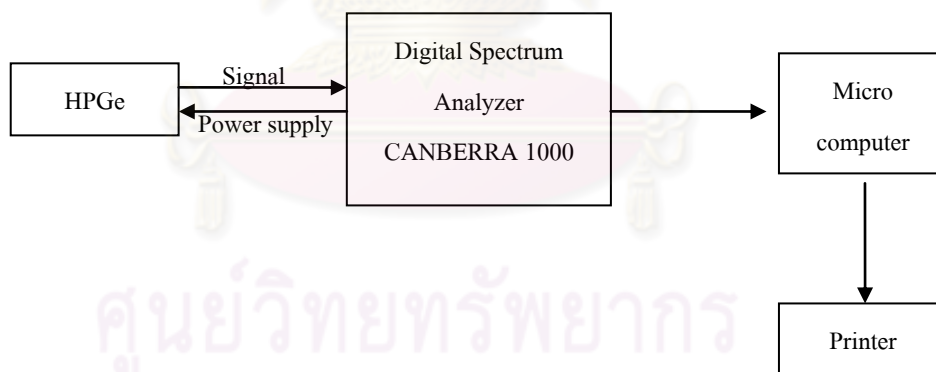 HPGe
Signal
Power supply
Digital Spectrum
Analyzer
CANBERRA 1000
Micro
computer
Printer
ศูนย์วิทยทรัพยากร